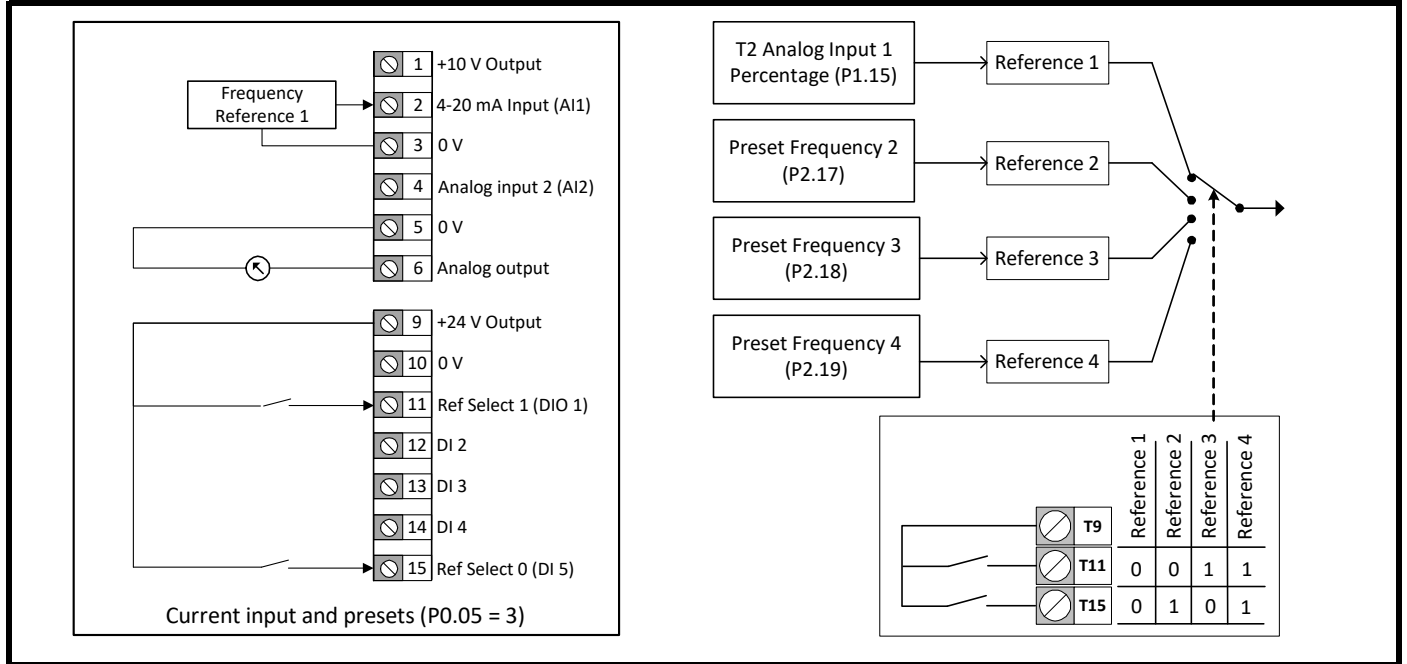 1 +10 V Output
Frequency
Reference 1
2 4-20 mA Input (AI1)
3 0 V
4 Analog input 2 (AI2)
5 0 V
6 Analog output
9 +24 V Output
10 0 V
11 Ref Select 1 (DIO 1)
12 DI 2
13 DI 3
14 DI 4
15 Ref Select 0 (DI 5)
Current input and presets (P0.05 = 3)
T2 Analog Input 1
Percentage (P1.15)
Reference 1
Preset Frequency 2
(P2.17)
Reference 2
Preset Frequency 3
(P2.18)
Reference 3
Preset Frequency 4
(P2.19)
Reference 4
Reference 1
Reference 2
Reference 3
Reference 4
T9
T11 0 0 1 1
T15 0 1 0 1